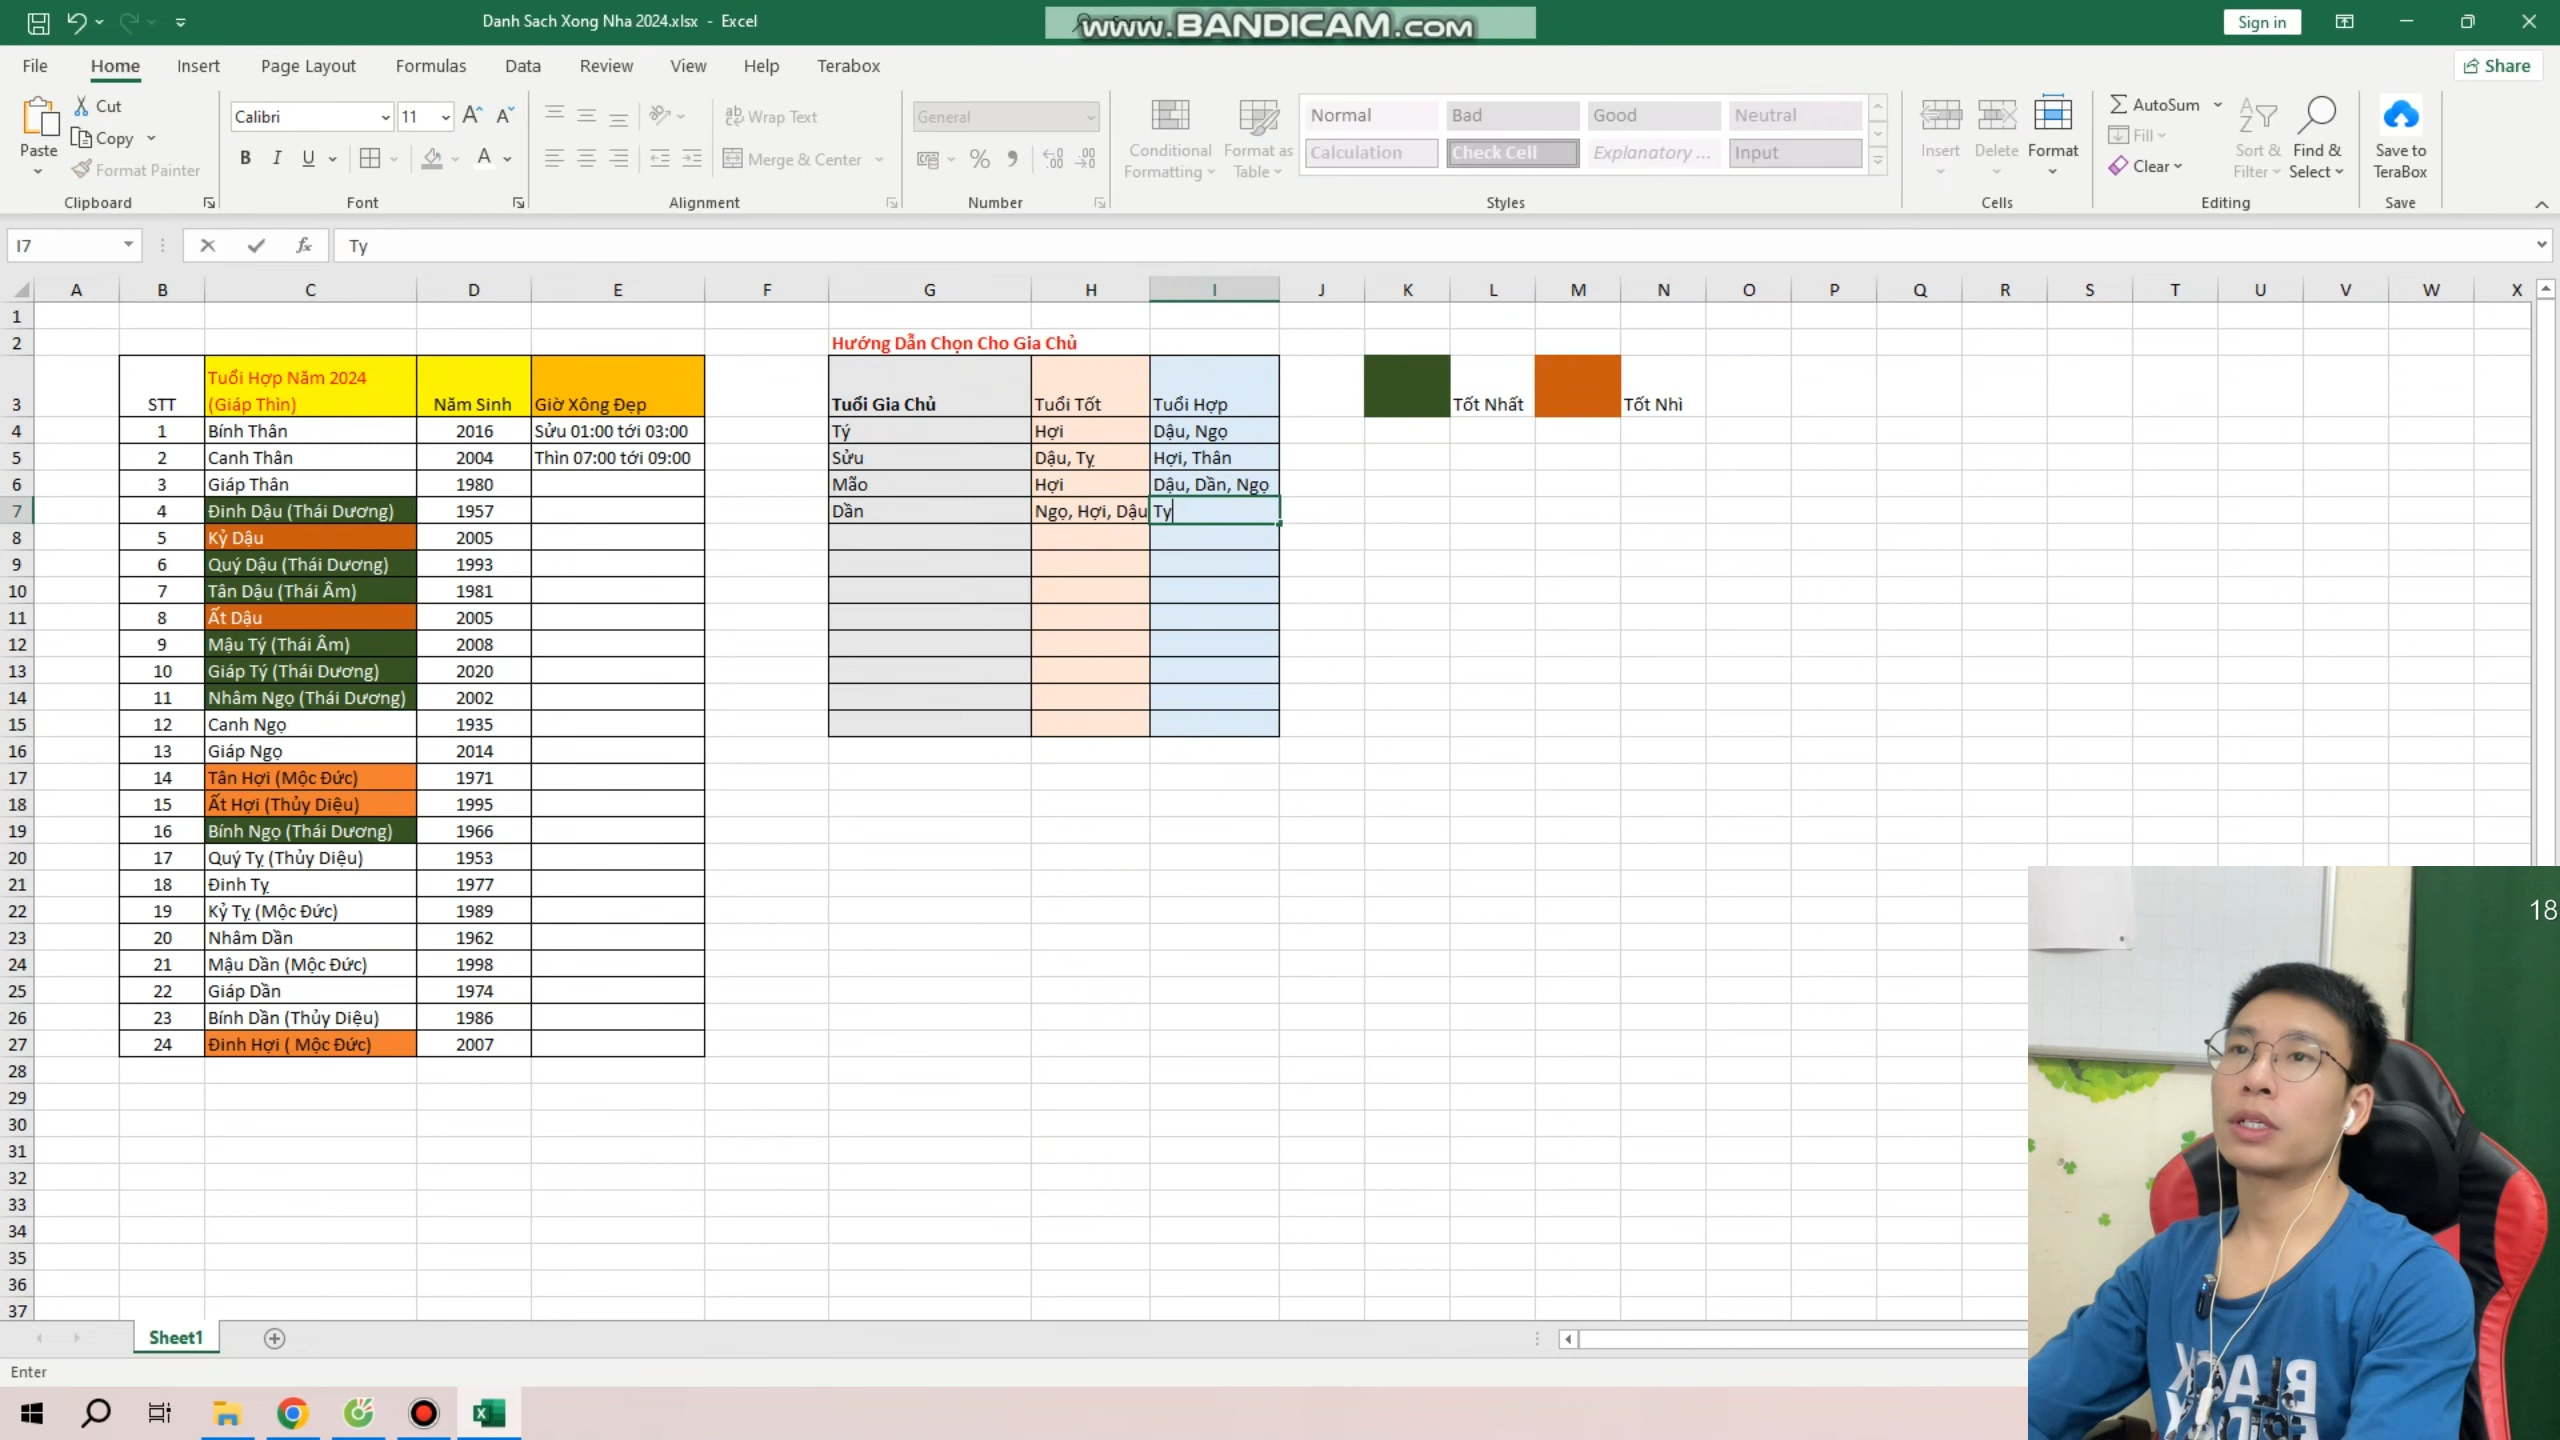 Danh Sach Xong Nha 2024.xlsx - Excel
www.BANDICAM.com
Sign in
File Home Insert Page Layout Formulas Data Review View Help Terabox
Share
Paste
Cut
Copy
Format Painter
Clipboard
Calibri 11
B I U
Font
Wrap Text
Merge & Center
Alignment
General
Number
Conditional Formatting
Format as Table
Normal Bad Good Neutral
Calculation Check Cell Explanatory ... Input
Styles
Insert Delete Format
Cells
AutoSum
Fill
Clear
Sort & Filter
Find & Select
Editing
Save to TeraBox
Save
I7 fx Ty
A B C D E F G H I J K L M N O P Q R S T U V W X
1
2 Hướng Dẫn Chọn Cho Gia Chủ
3 STT Tuổi Hợp Năm 2024 (Giáp Thìn) Năm Sinh Giờ Xông Đẹp Tuổi Gia Chủ Tuổi Tốt Tuổi Hợp Tốt Nhất Tốt Nhì
4 1 Bính Thân 2016 Sửu 01:00 tới 03:00 Tý Hợi Dậu, Ngọ
5 2 Canh Thân 2004 Thìn 07:00 tới 09:00 Sửu Dậu, Tỵ Hợi, Thân
6 3 Giáp Thân 1980 Mão Hợi Dậu, Dần, Ngọ
7 4 Đinh Dậu (Thái Dương) 1957 Dần Ngọ, Hợi, Dậu Ty
8 5 Kỷ Dậu 2005
9 6 Quý Dậu (Thái Dương) 1993
10 7 Tân Dậu (Thái Âm) 1981
11 8 Ất Dậu 2005
12 9 Mậu Tý (Thái Âm) 2008
13 10 Giáp Tý (Thái Dương) 2020
14 11 Nhâm Ngọ (Thái Dương) 2002
15 12 Canh Ngọ 1935
16 13 Giáp Ngọ 2014
17 14 Tân Hợi (Mộc Đức) 1971
18 15 Ất Hợi (Thủy Diệu) 1995
19 16 Bính Ngọ (Thái Dương) 1966
20 17 Quý Tỵ (Thủy Diệu) 1953
21 18 Đinh Tỵ 1977
22 19 Kỷ Tỵ (Mộc Đức) 1989
23 20 Nhâm Dần 1962
24 21 Mậu Dần (Mộc Đức) 1998
25 22 Giáp Dần 1974
26 23 Bính Dần (Thủy Diệu) 1986
27 24 Đinh Hợi ( Mộc Đức) 2007
28
29
30
31
32
33
34
35
36
37
18
Sheet1
Enter